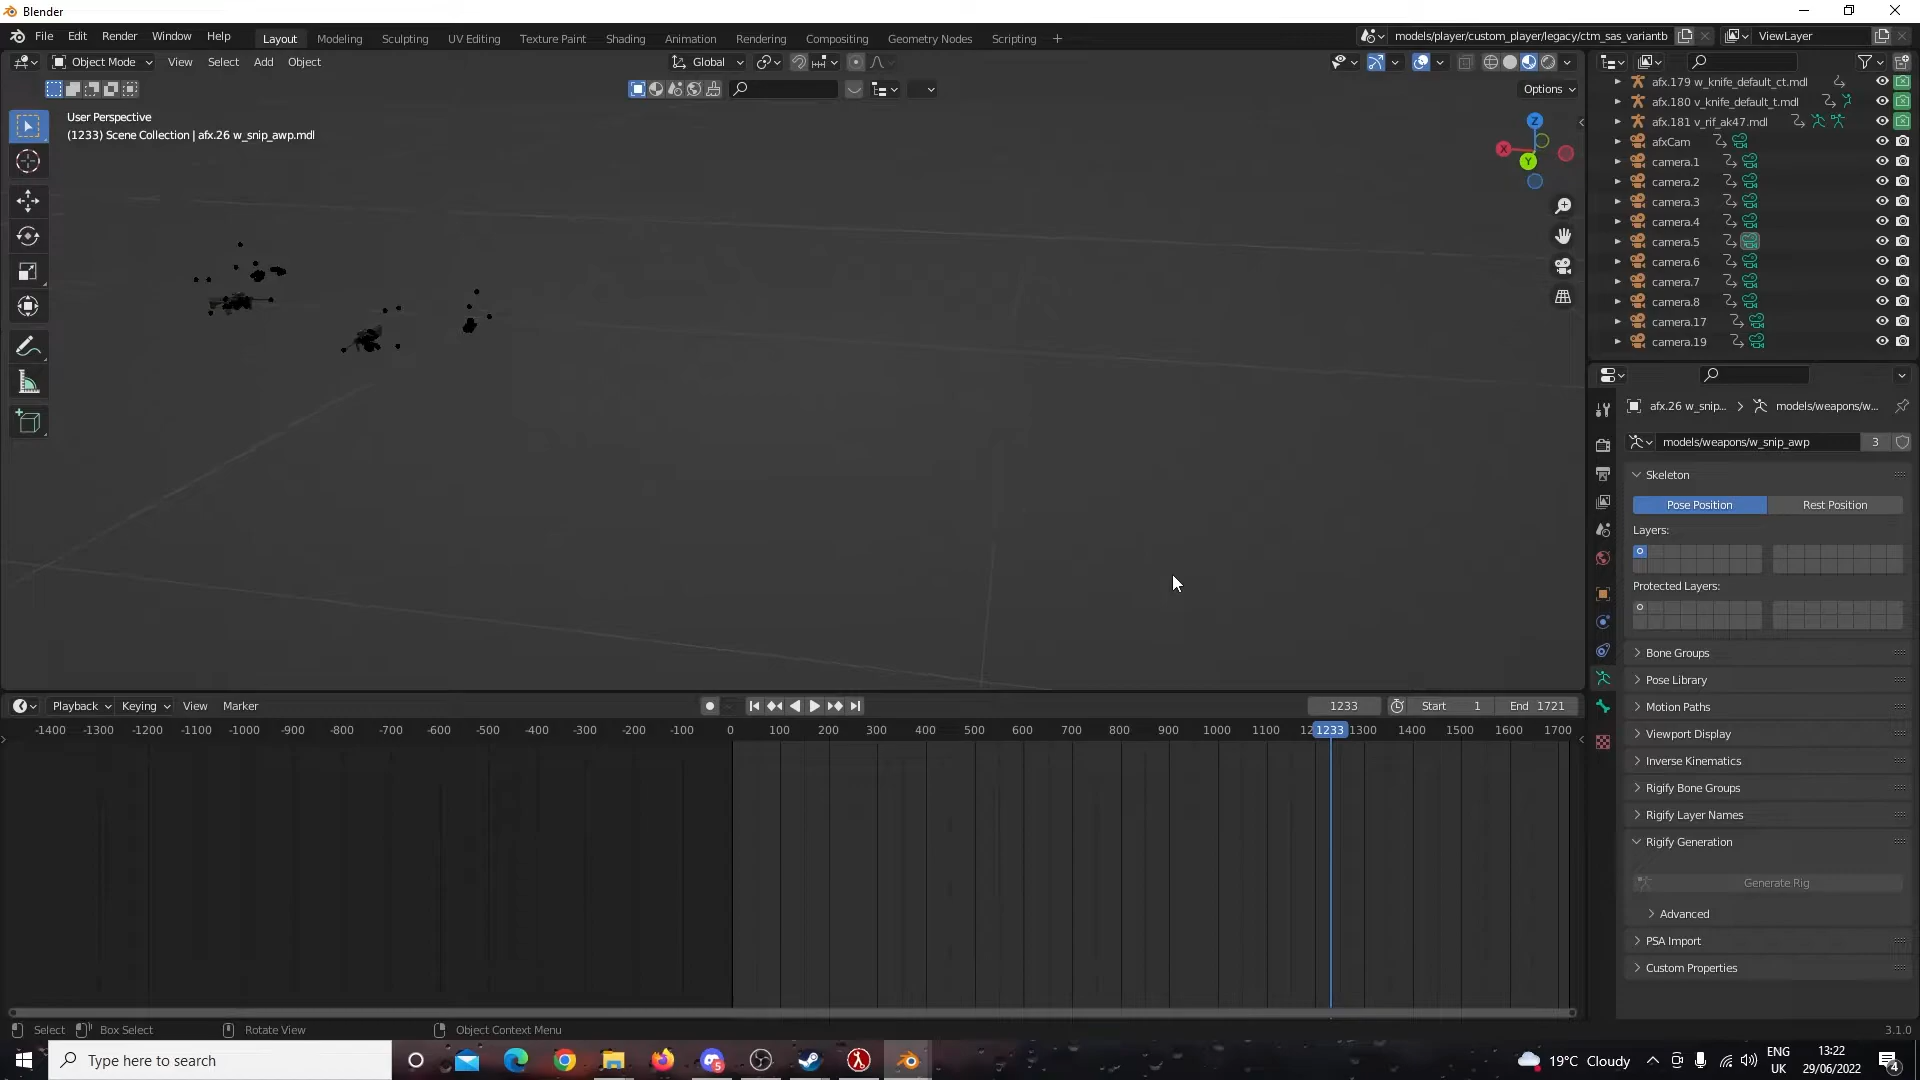 Blender
File Edit Render Window Help
Layout Modeling Sculpting UV Editing Texture Paint Shading Animation Rendering Compositing Geometry Nodes Scripting +
models/player/custom_player/legacy/ctm_sas_variantb
ViewLayer
Object Mode View Select Add Object
Global
Options
User Perspective
(1233) Scene Collection | afx.26 w_snip_awp.mdl
Z
X
Y
afx.179 w_knife_default_ct.mdl
afx.180 v_knife_default_t.mdl
afx.181 v_rif_ak47.mdl
afxCam
camera.1
camera.2
camera.3
camera.4
camera.5
camera.6
camera.7
camera.8
camera.17
camera.19
afx.26 w_snip... models/weapons/w...
models/weapons/w_snip_awp 3
Skeleton
Pose Position Rest Position
Layers:
Protected Layers:
Bone Groups
Pose Library
Motion Paths
Viewport Display
Inverse Kinematics
Rigify Bone Groups
Rigify Layer Names
Rigify Generation
Generate Rig
Advanced
PSA Import
Custom Properties
Playback Keying View Marker
1233 Start 1 End 1721
-1400 -1300 -1200 -1100 -1000 -900 -800 -700 -600 -500 -400 -300 -200 -100 0 100 200 300 400 500 600 700 800 900 1000 1100 12 1233 1300 1400 1500 1600 1700
Select Box Select Rotate View Object Context Menu 3.1.0
Type here to search
5
19°C Cloudy
ENG
UK
13:22
29/06/2022
4